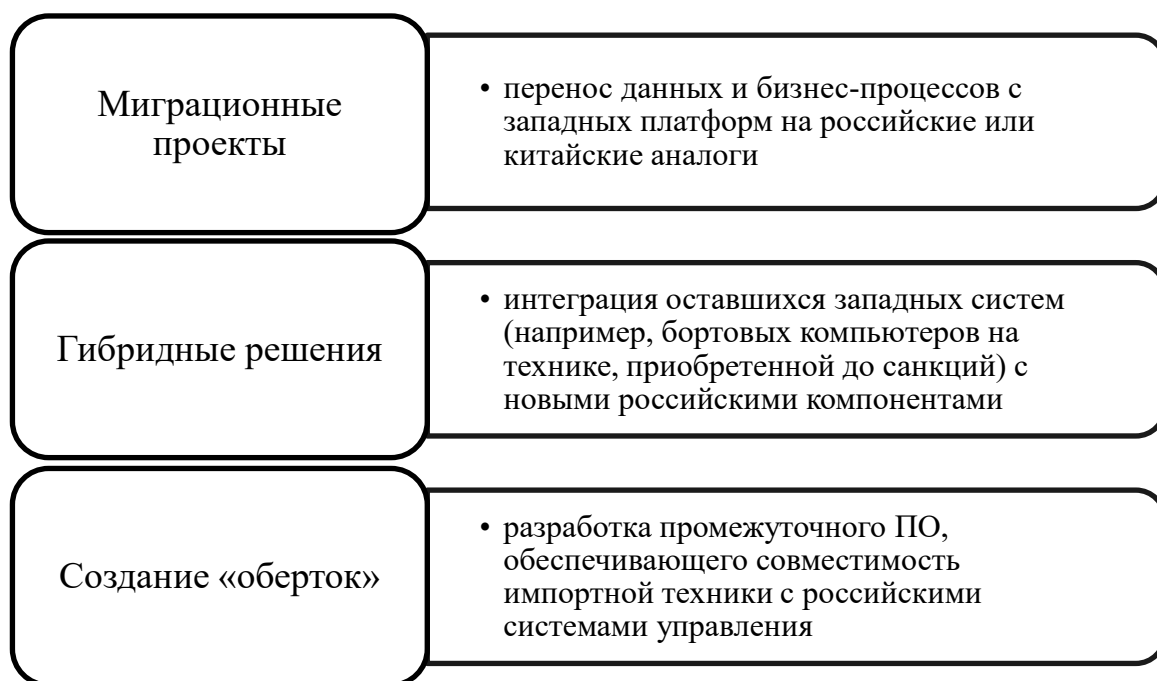 Миграционные
проекты
• перенос данных и бизнес-процессов с
западных платформ на российские или
китайские аналоги
Гибридные решения
• интеграция оставшихся западных систем
(например, бортовых компьютеров на
технике, приобретенной до санкций) с
новыми российскими компонентами
Создание «оберток»
• разработка промежуточного ПО,
обеспечивающего совместимость
импортной техники с российскими
системами управления